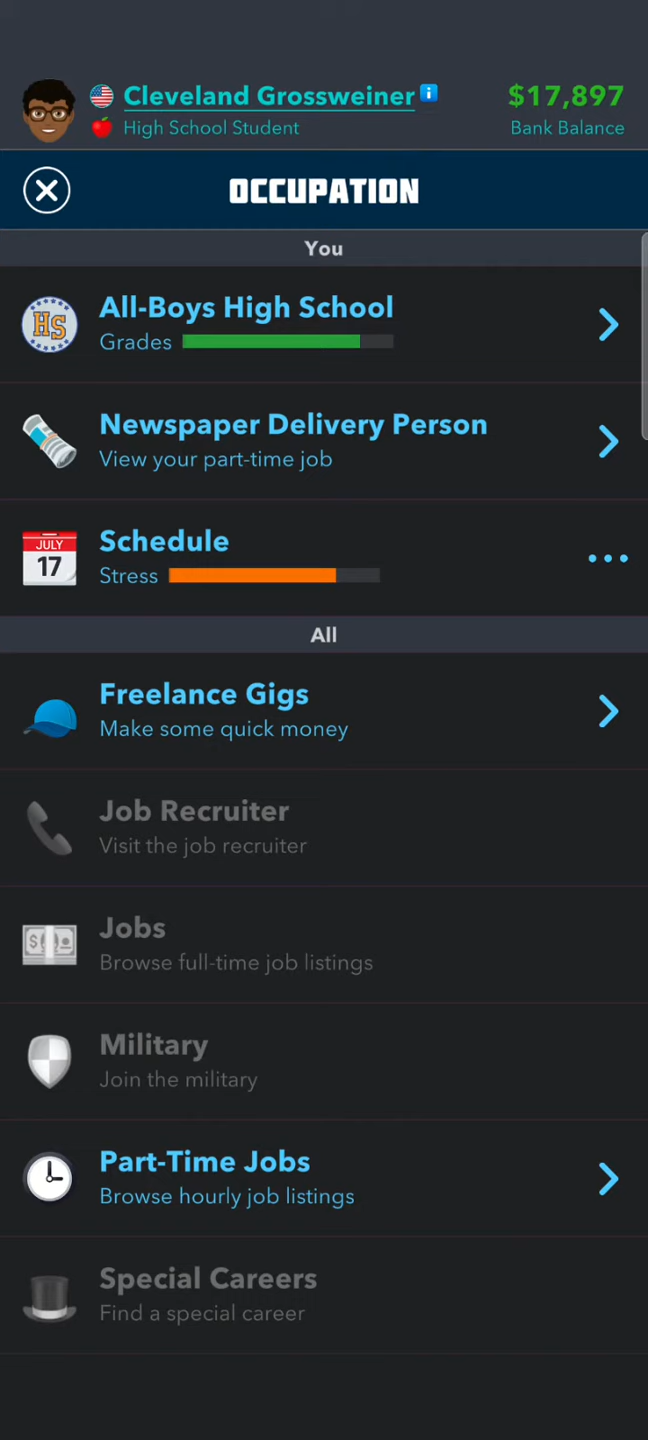 Cleveland Grossweiner
$17,897
High School Student
Bank Balance
OCCUPATION
You
HS
All-Boys High School
Grades
Newspaper Delivery Person
View your part-time job
JULY
17
Schedule
Stress
All
Freelance Gigs
Make some quick money
Job Recruiter
Visit the job recruiter
Jobs
Browse full-time job listings
Military
Join the military
Part-Time Jobs
Browse hourly job listings
Special Careers
Find a special career